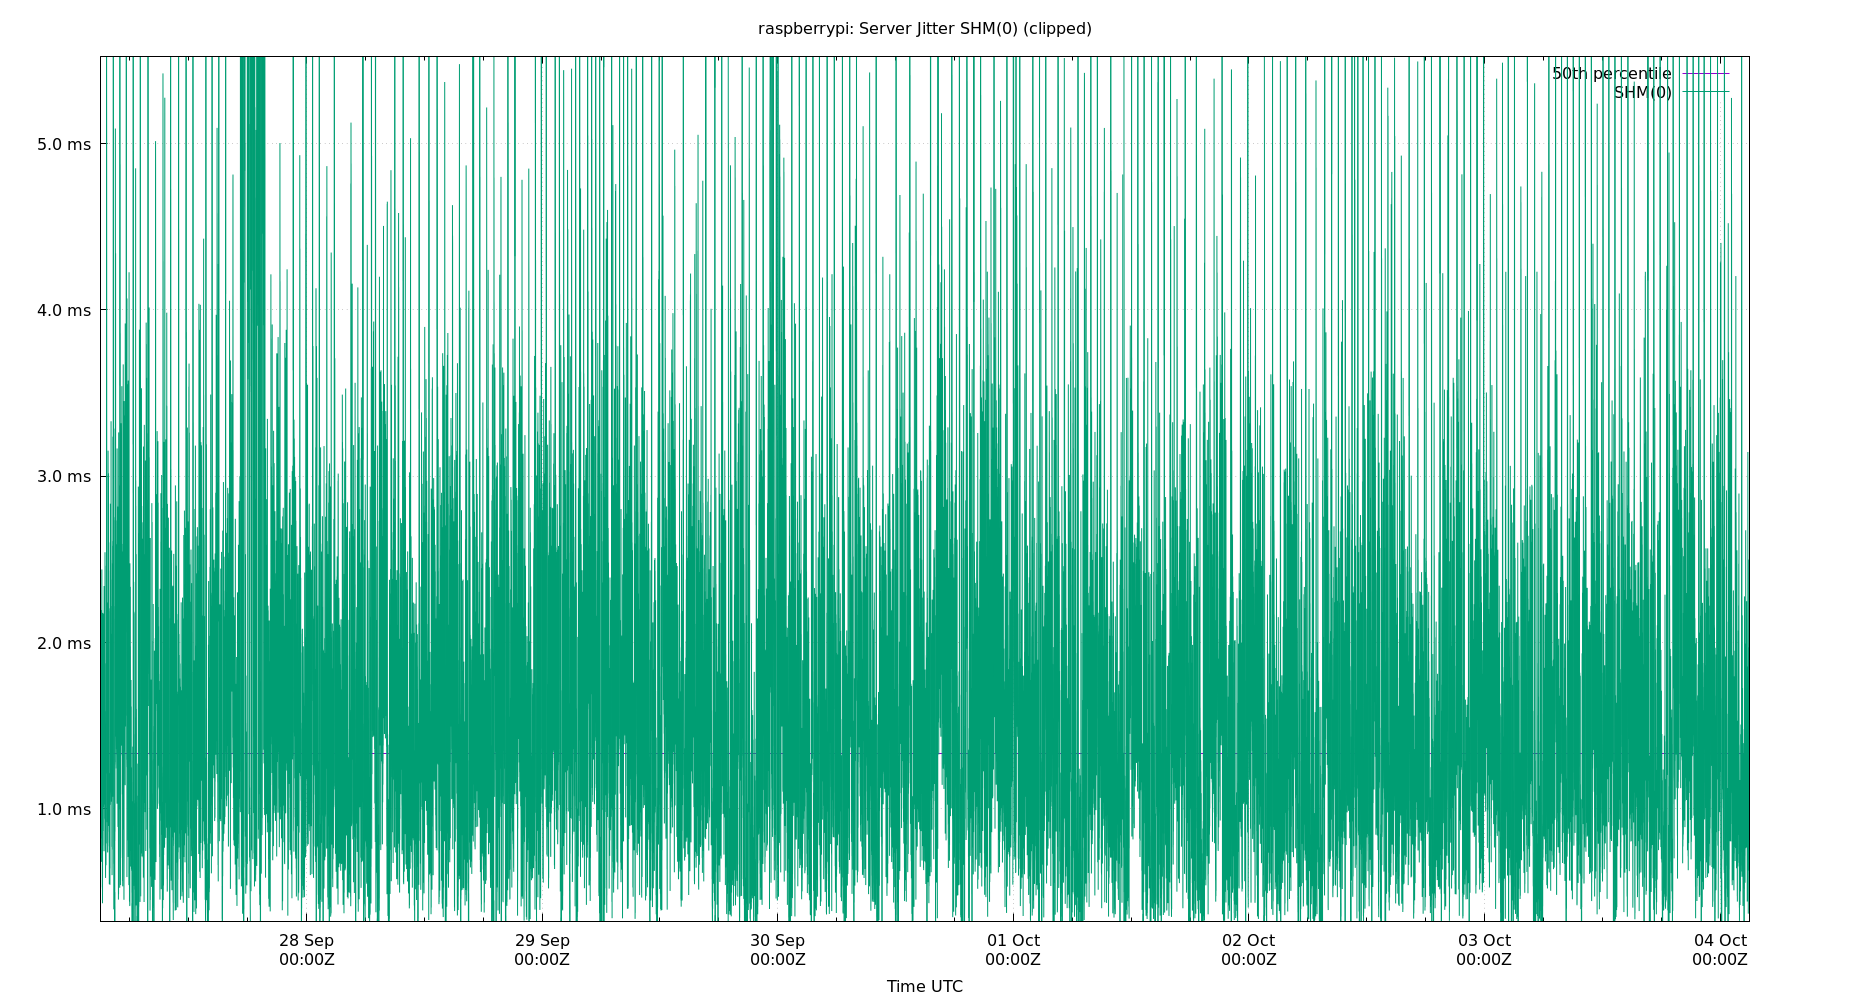 raspberrypi: Server Jitter SHM(0) (clipped)
50th percentile
SHM(0)
5.0 ms
4.0 ms
3.0 ms
2.0 ms
1.0 ms
28 Sep 29 Sep 30 Sep 01 Oct 02 Oct 03 Oct 04 Oct
00:00Z 00:00Z 00:00Z 00:00Z 00:00Z 00:00Z 00:00Z
Time UTC